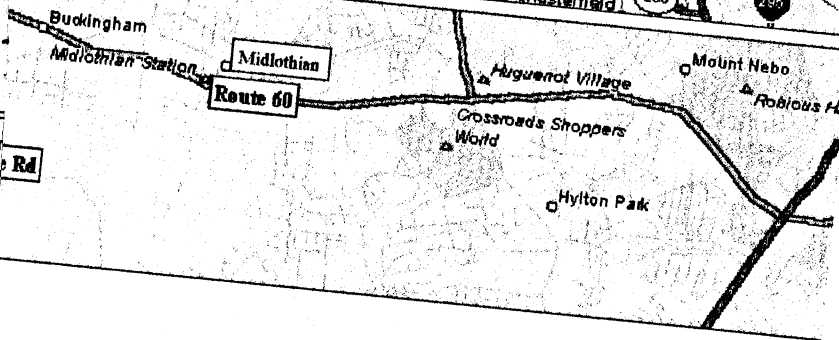 Buckingham
Midlothian Station
Midlothian
Route 60
Huguenot Village
Mount Nebo
Robious
Crossroads Shoppers
World
Rd
Hylton Park